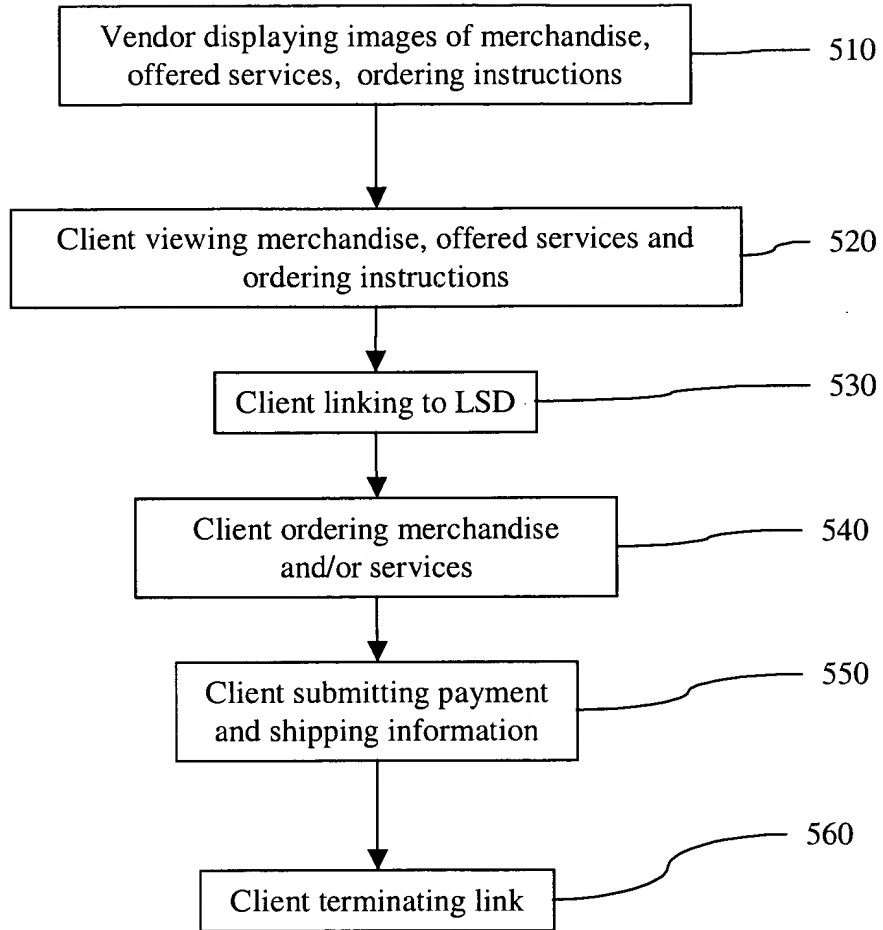 Vendor displaying images of merchandise,
offered services, ordering instructions
510
Client viewing merchandise, offered services and
ordering instructions
520
Client linking to LSD
530
Client ordering merchandise
and/or services
540
Client submitting payment
and shipping information
550
Client terminating link
560